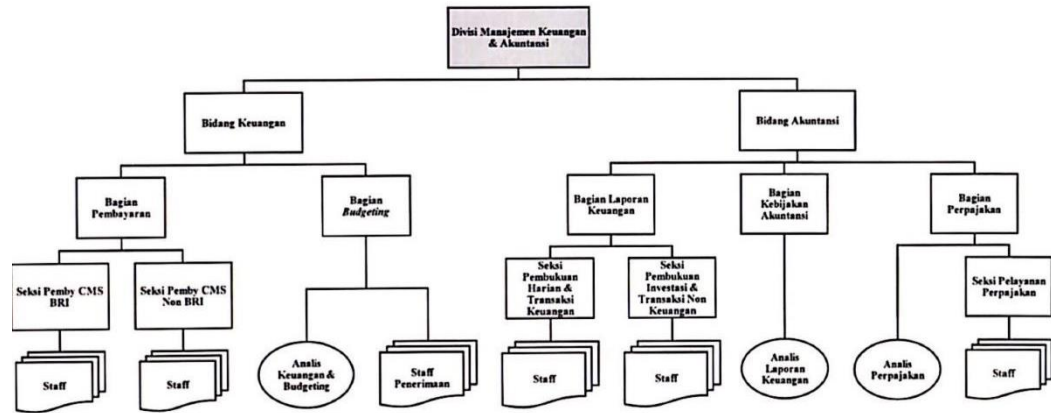 Divisi Manajemen Keuangan
& Akuntansi
Bidang Keuangan
Bidang Akuntansi
Bagian
Pembayaran
Bagian
Budgeting
Bagian Laporan
Keuangan
Bagian
Kebijakan
Akuntansi
Bagian
Perpajakan
Seksi Pemby CMS
BRI
Seksi Pemby CMS
Non BRI
Seksi
Pembukuan
Harian &
Transaksi
Keuangan
Seksi
Pembukuan
Investasi &
Transaksi Non
Keuangan
Seksi Pelayanan
Perpajakan
Staff
Staff
Analis
Keuangan &
Budgeting
Staff
Penerimaan
Staff
Staff
Analis
Laporan
Keuangan
Analis
Perpajakan
Staff